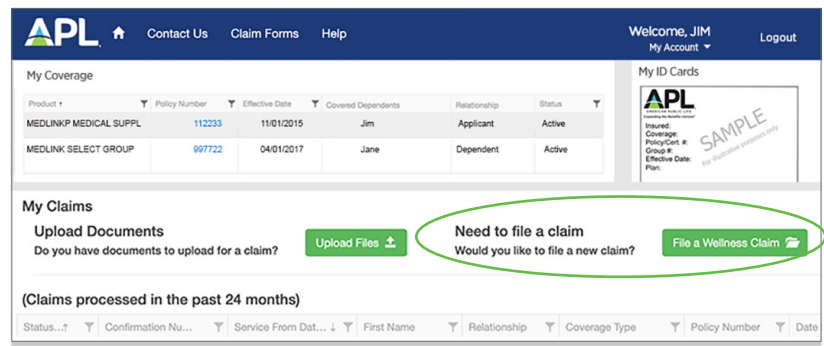 APL Contact Us Claim Forms Help Welcome, JIM
My Account Logout
My Coverage
Product ↑ Policy Number Effective Date Covered Dependents Relationship Status
MEDLINKP MEDICAL SUPPL 112233 11/01/2015 Jim Applicant Active
MEDLINK SELECT GROUP 997722 04/01/2017 Jane Dependent Active
My ID Cards
APL
Insured:
Coverage:
Policy/Cert. #:
Group #:
Effective Date:
Plan:
SAMPLE
For illustrative purposes only.
My Claims
Upload Documents
Do you have documents to upload for a claim?
Upload Files
Need to file a claim
Would you like to file a new claim?
File a Wellness Claim
(Claims processed in the past 24 months)
Status...↑ Confirmation Nu... Service From Dat... ↓ First Name Relationship Coverage Type Policy Number Date